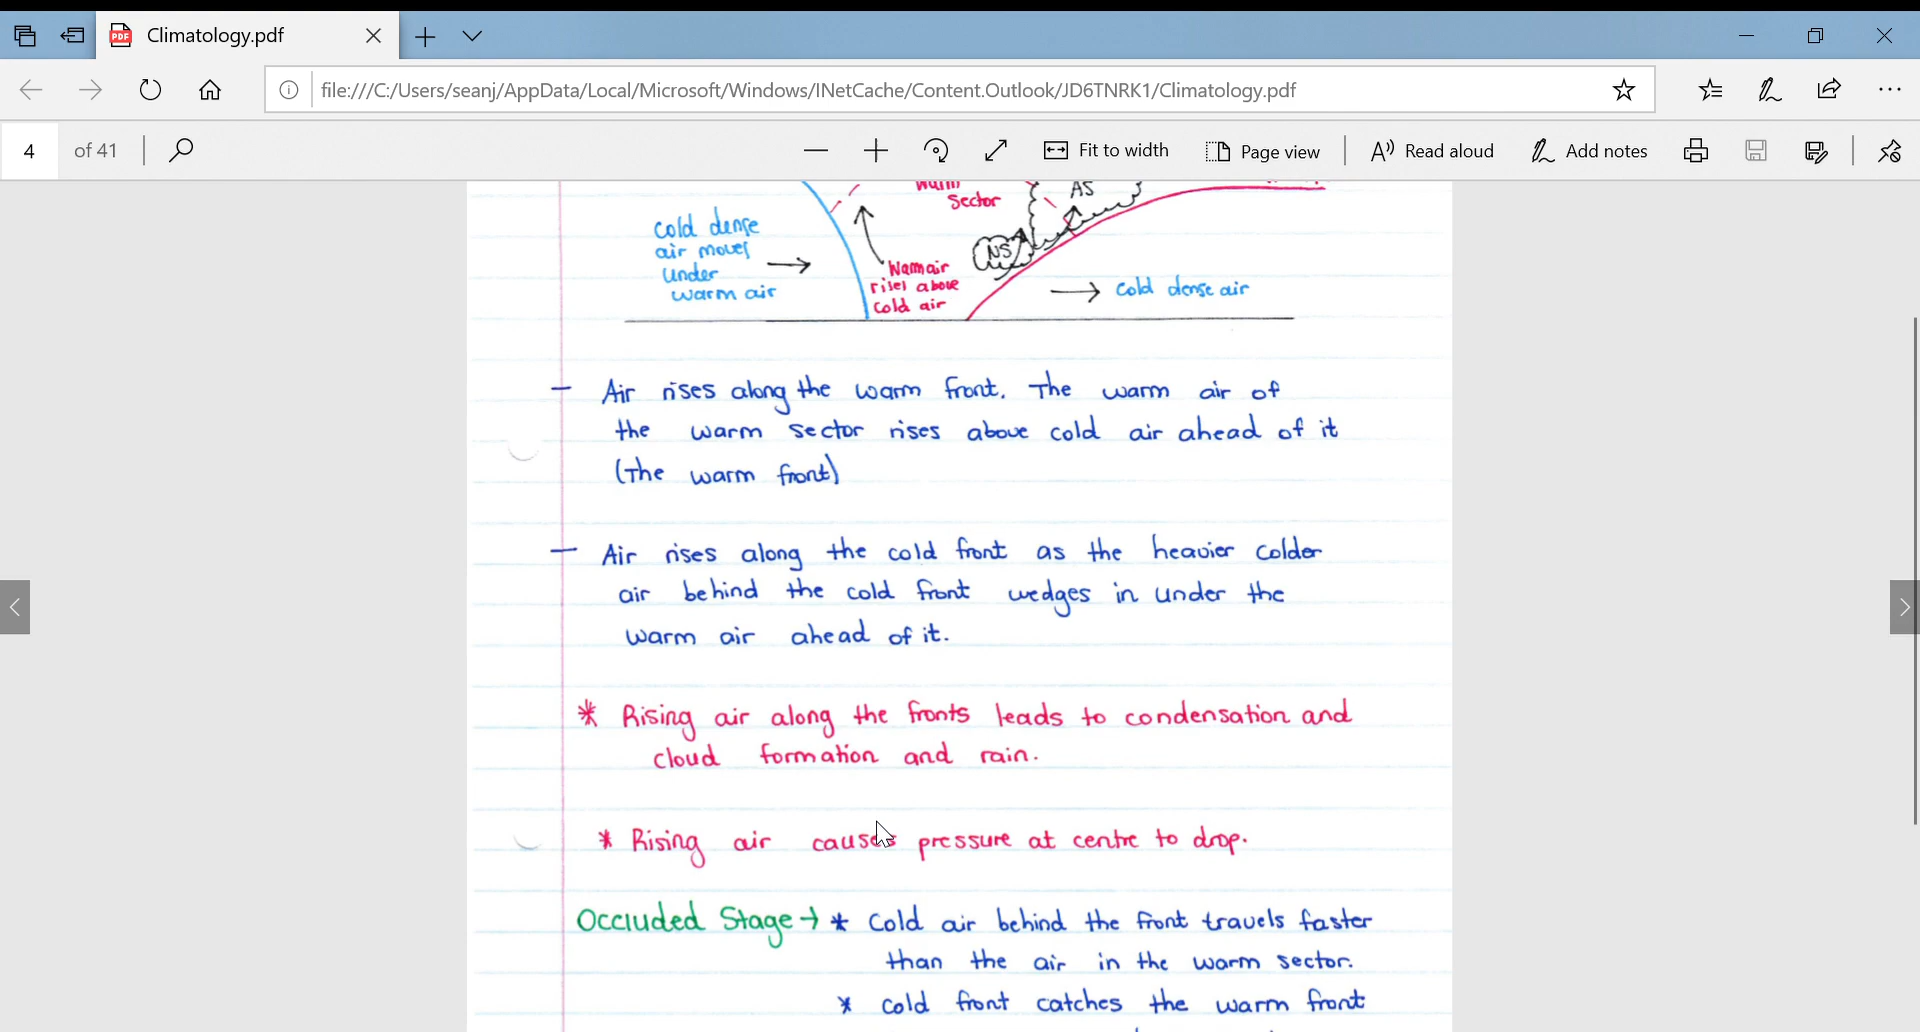 Climatology.pdf
file:///C:/Users/seanj/AppData/Local/Microsoft/Windows/INetCache/Content.Outlook/JD6TNRK1/Climatology.pdf
4 of 41
Fit to width
Page view
Read aloud
Add notes
Warm
Sector
AS
NS
cold dense
air moves
under
warm air
Warm air
rises above
cold air
cold dense air
— Air rises along the warm front. The warm air of
the warm sector rises above cold air ahead of it
(The warm front)
— Air rises along the cold front as the heavier colder
air behind the cold front wedges in under the
warm air ahead of it.
* Rising air along the fronts leads to condensation and
cloud formation and rain.
* Rising air causes pressure at centre to drop.
Occluded Stage → * Cold air behind the front travels faster
than the air in the warm sector.
* cold front catches the warm front